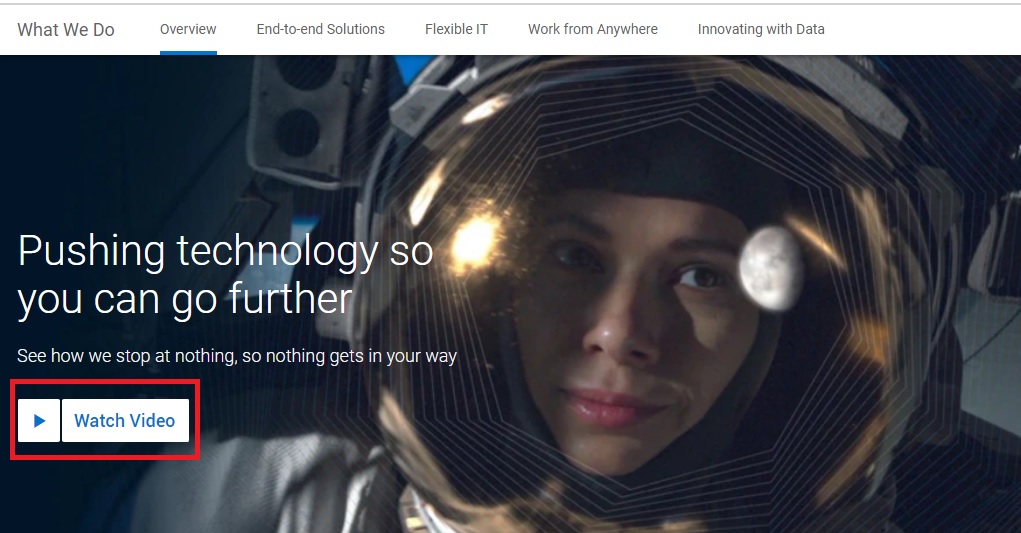 What We Do
Overview
End-to-end Solutions
Flexible IT
Work from Anywhere
Innovating with Data
Pushing technology so
you can go further
See how we stop at nothing, so nothing gets in your way
Watch Video